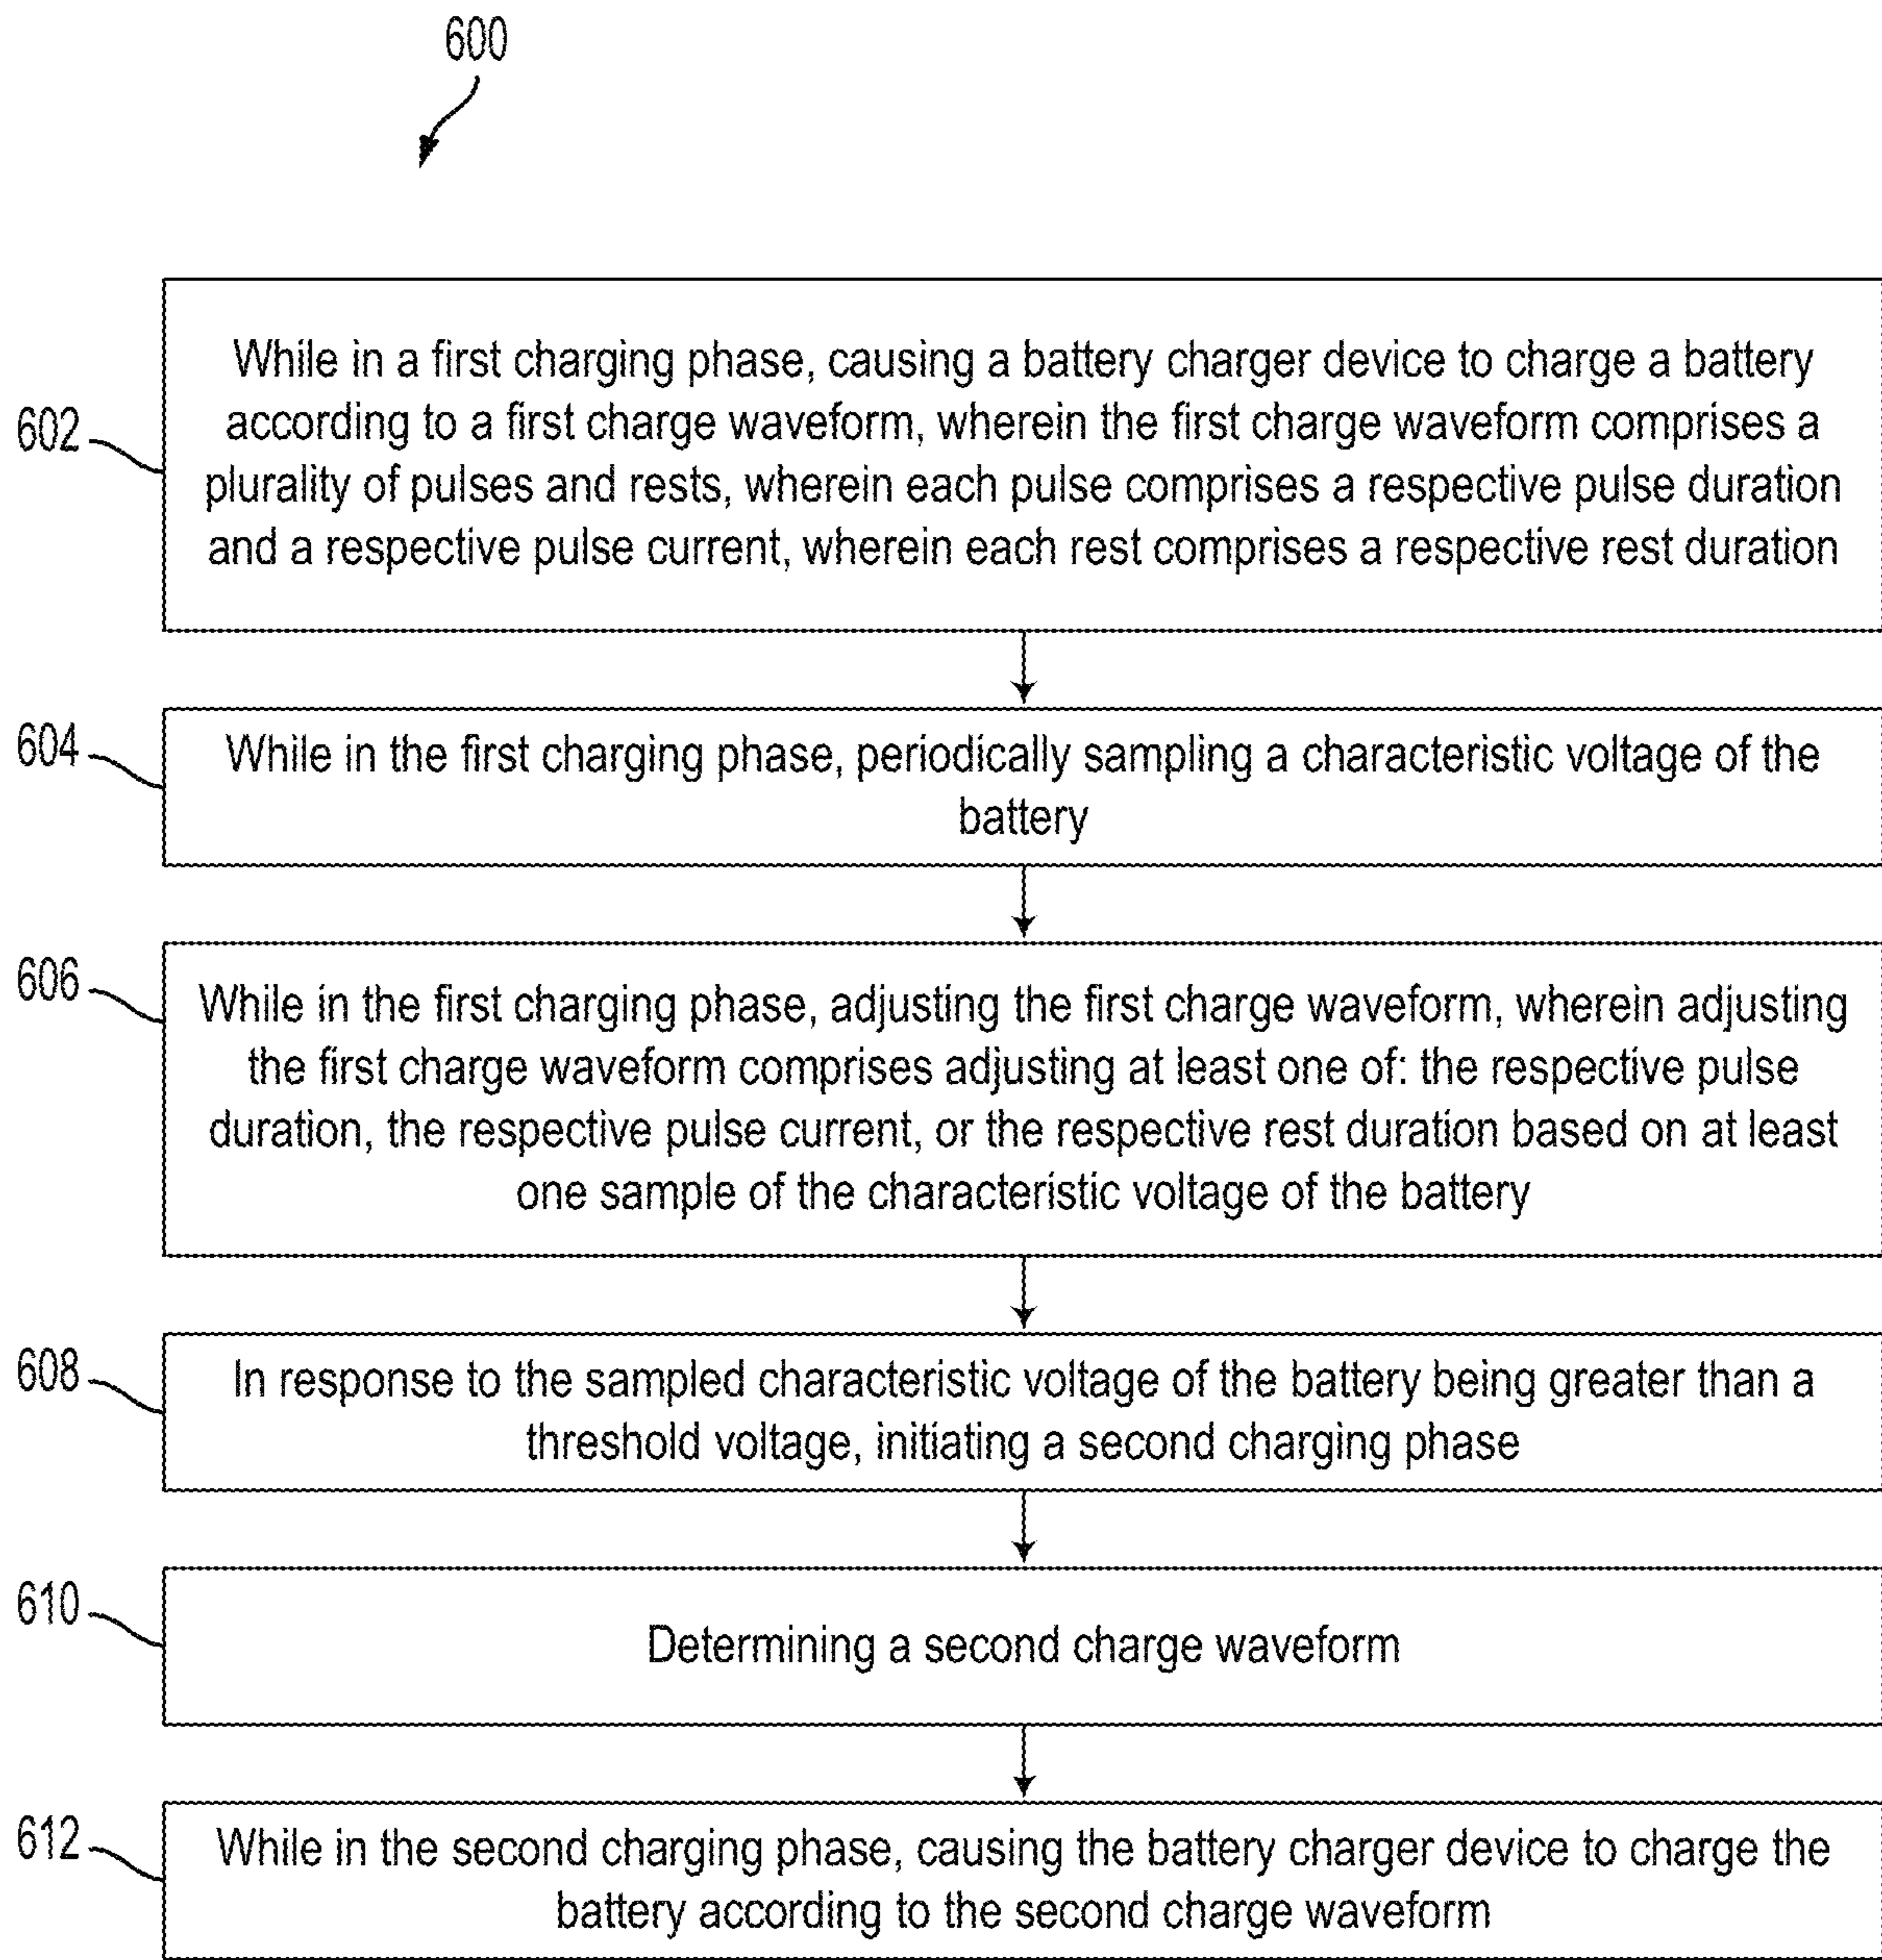 600
602
While in a first charging phase, causing a battery charger device to charge a battery
according to a first charge waveform, wherein the first charge waveform comprises a
plurality of pulses and rests, wherein each pulse comprises a respective pulse duration
and a respective pulse current, wherein each rest comprises a respective rest duration
604
While in the first charging phase, periodically sampling a characteristic voltage of the
battery
606
While in the first charging phase, adjusting the first charge waveform, wherein adjusting
the first charge waveform comprises adjusting at least one of: the respective pulse
duration, the respective pulse current, or the respective rest duration based on at least
one sample of the characteristic voltage of the battery
608
In response to the sampled characteristic voltage of the battery being greater than a
threshold voltage, initiating a second charging phase
610
Determining a second charge waveform
612
While in the second charging phase, causing the battery charger device to charge the
battery according to the second charge waveform